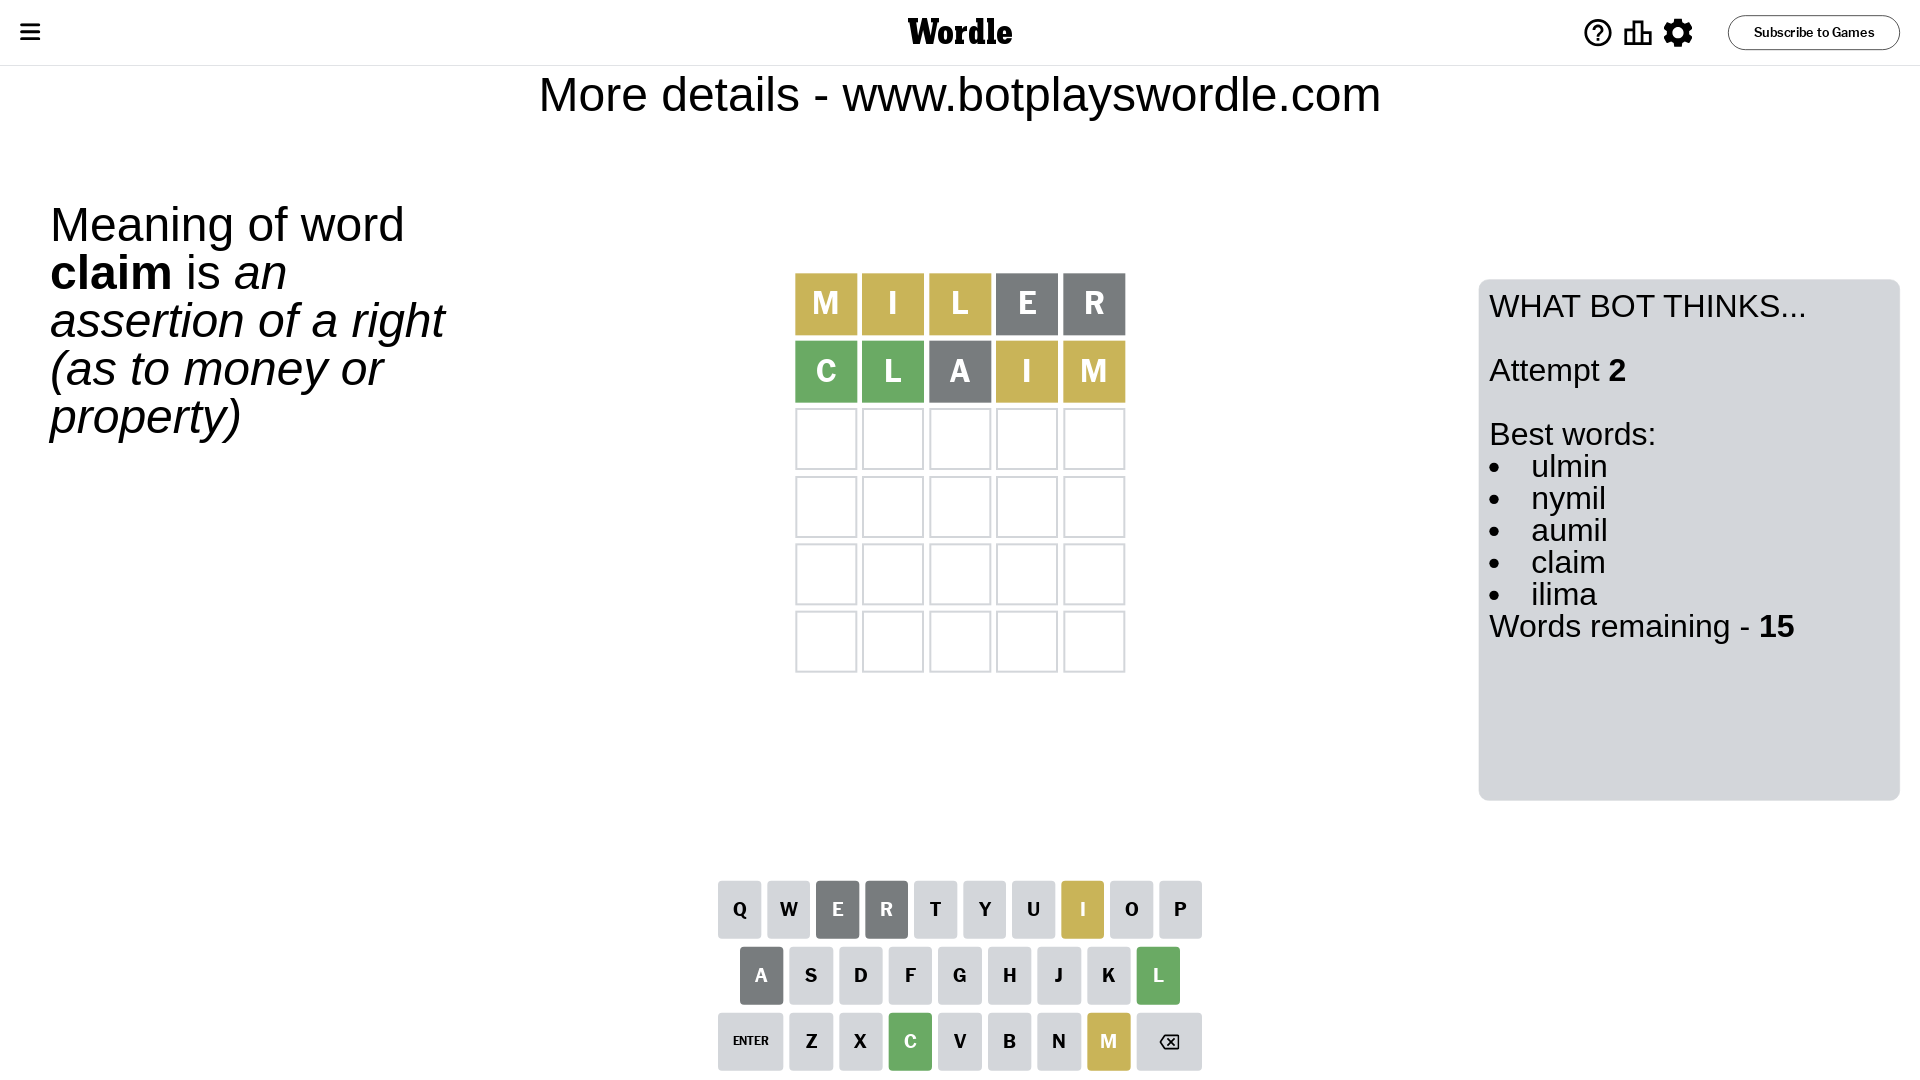 Wordle
Subscribe to Games
More details - www.botplayswordle.com
Meaning of word
claim is an
assertion of a right
(as to money or
property)
M I L E R
C L A I M
WHAT BOT THINKS...
Attempt 2
Best words:
• ulmin
• nymil
• aumil
• claim
• ilima
Words remaining - 15
Q W E R T Y U I O P
A S D F G H J K L
ENTER Z X C V B N M